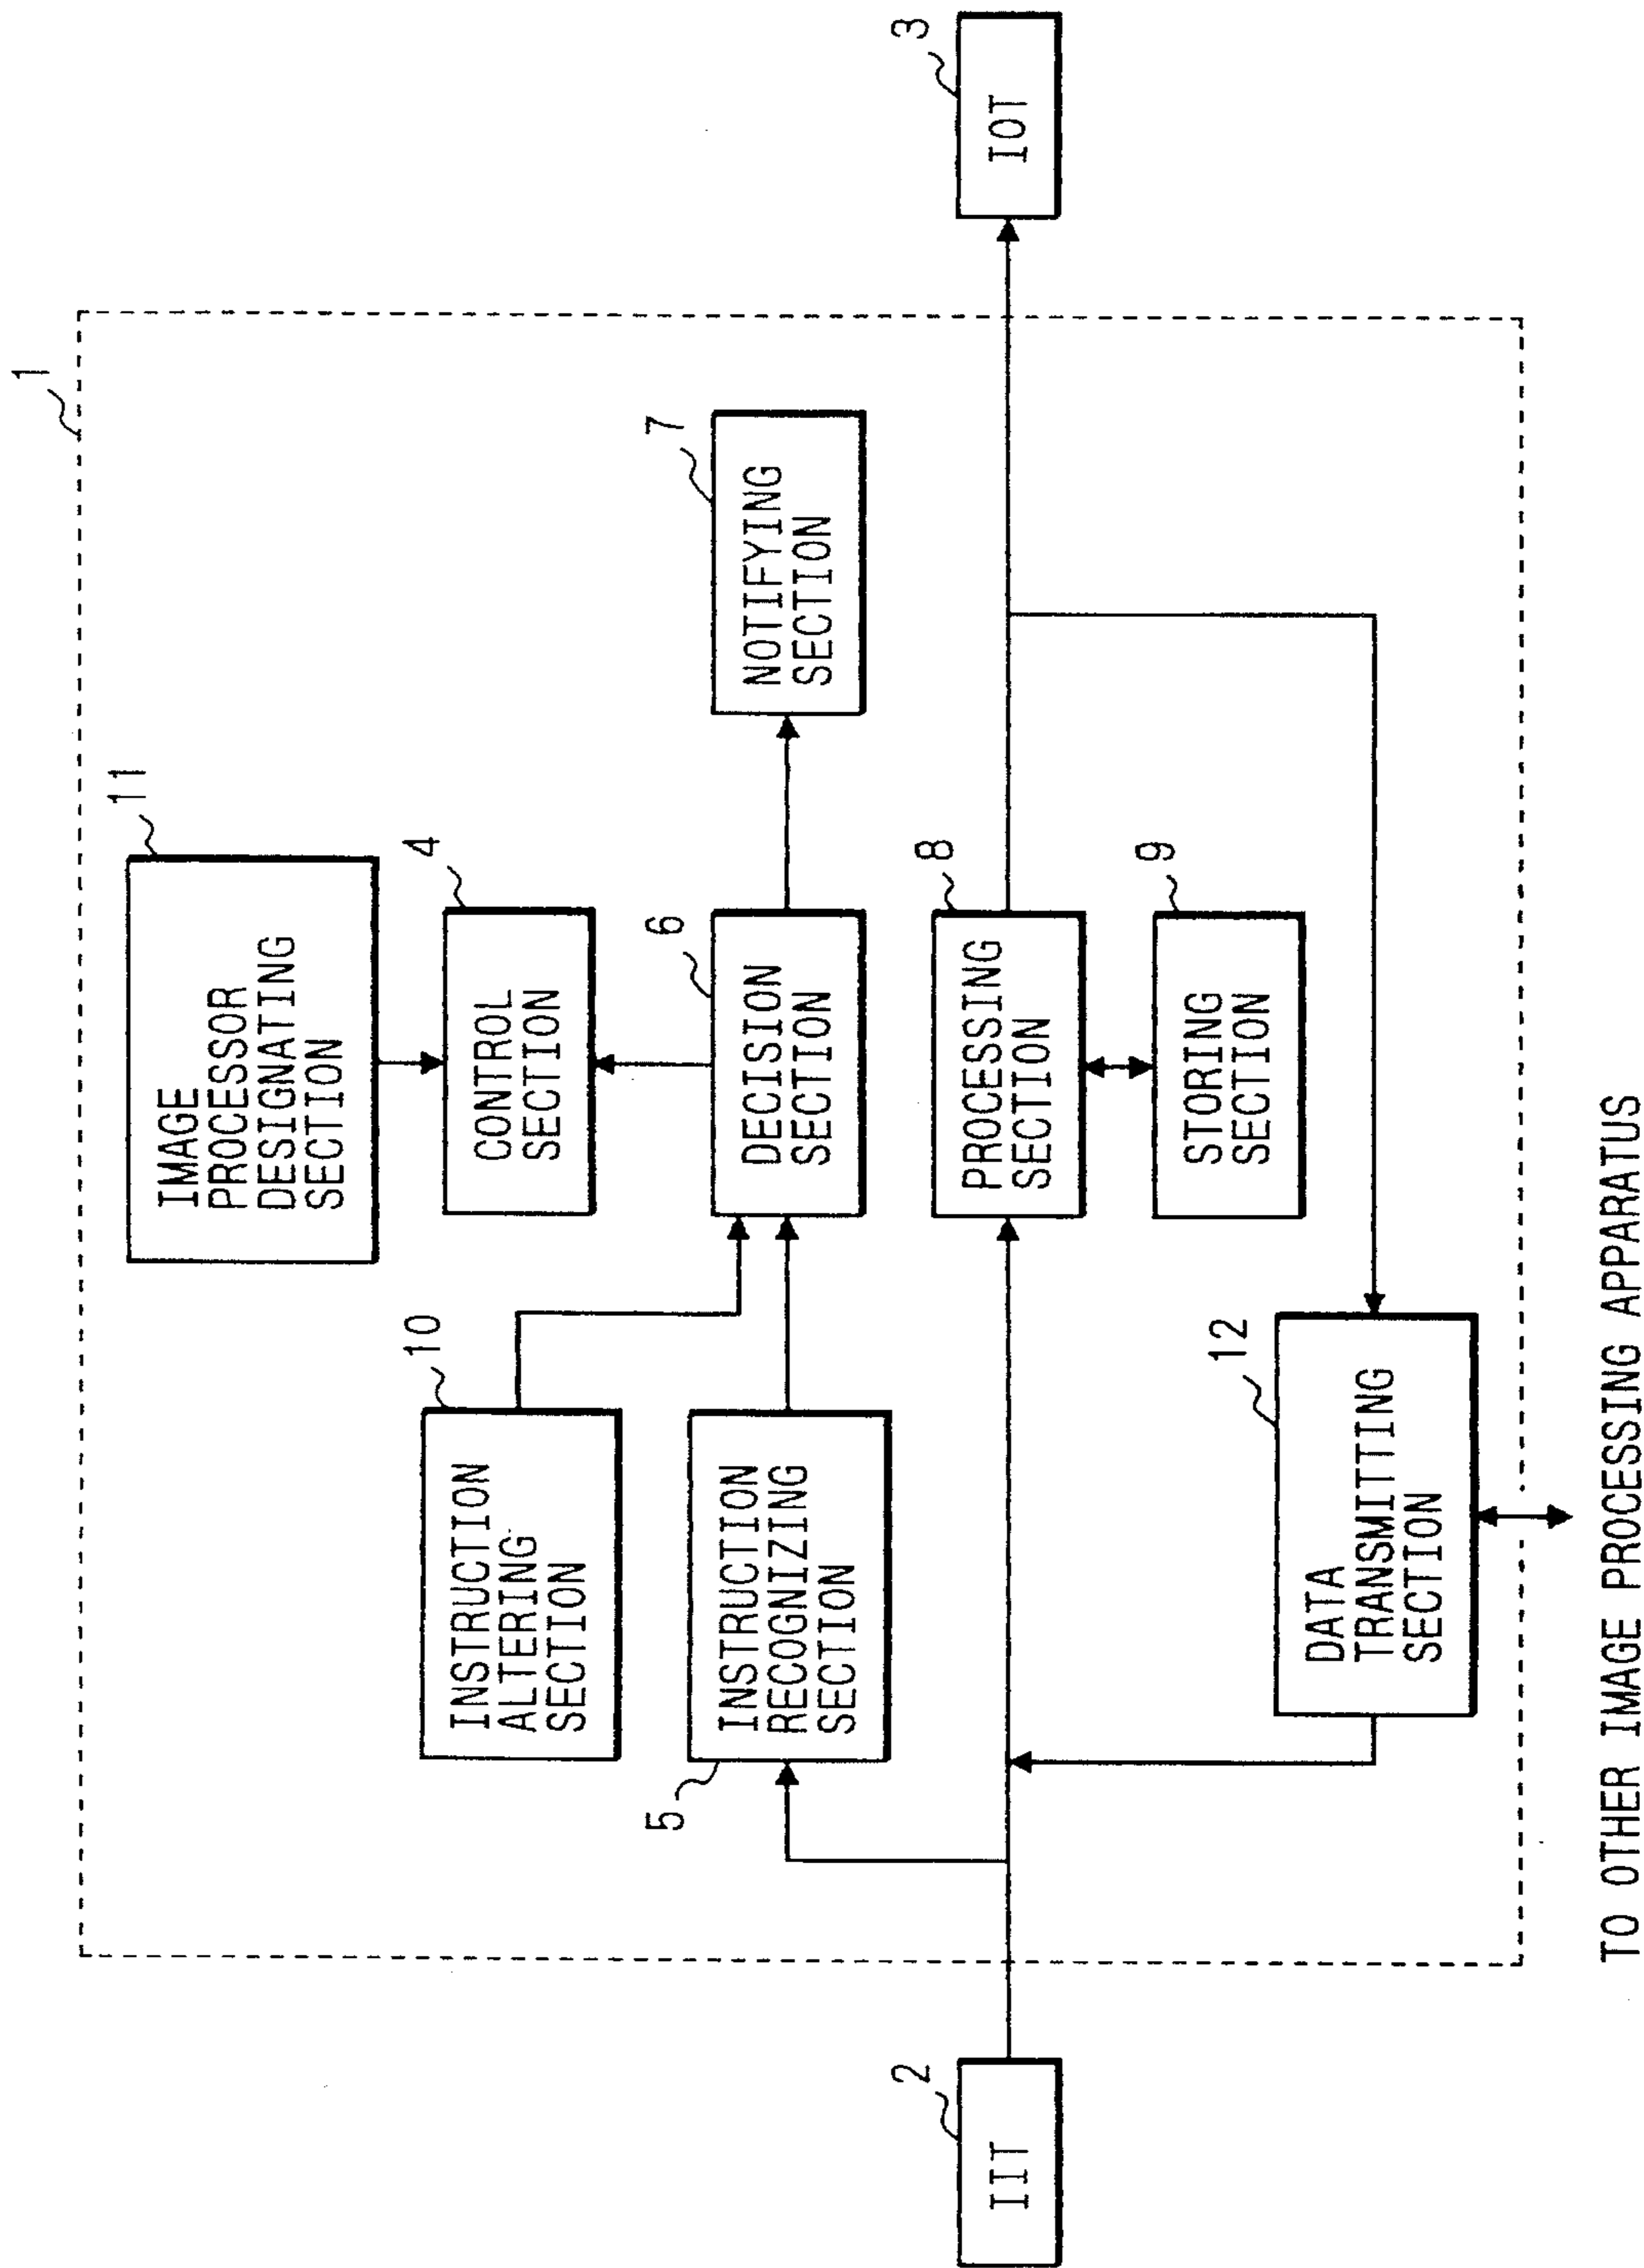 1
11
IMAGE
PROCESSOR
DESIGNATING
SECTION
10
INSTRUCTION
ALTERING
SECTION
4
CONTROL
SECTION
5
INSTRUCTION
RECOGNIZING
SECTION
6
DECISION
SECTION
7
NOTIFYING
SECTION
2
IIT
8
PROCESSING
SECTION
3
IOT
9
STORING
SECTION
12
DATA
TRANSMITTING
SECTION
TO OTHER IMAGE PROCESSING APPARATUS